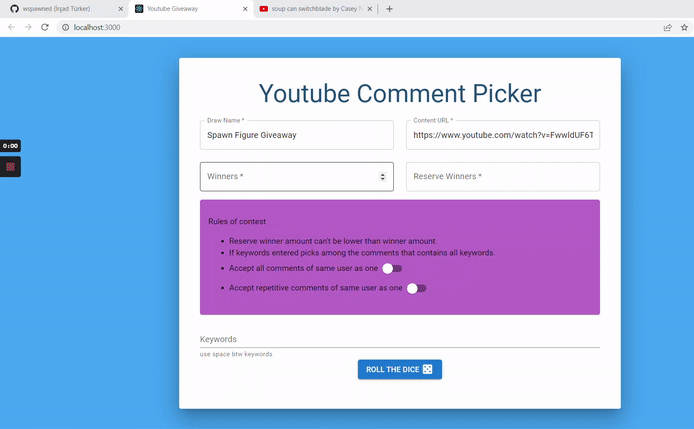 wspawned (İrşad Türker)
Youtube Giveaway
soup can switchblade by Casey
localhost:3000
Youtube Comment Picker
Draw Name *
Content URL *
Spawn Figure Giveaway
https://www.youtube.com/watch?v=FwwldUF6T
Winners *
Reserve Winners *
0:00
Rules of contest
Reserve winner amount can't be lower than winner amount.
If keywords entered picks among the comments that contains all keywords.
Accept all comments of same user as one
Accept repetitive comments of same user as one
Keywords
use space btw keywords
ROLL THE DICE